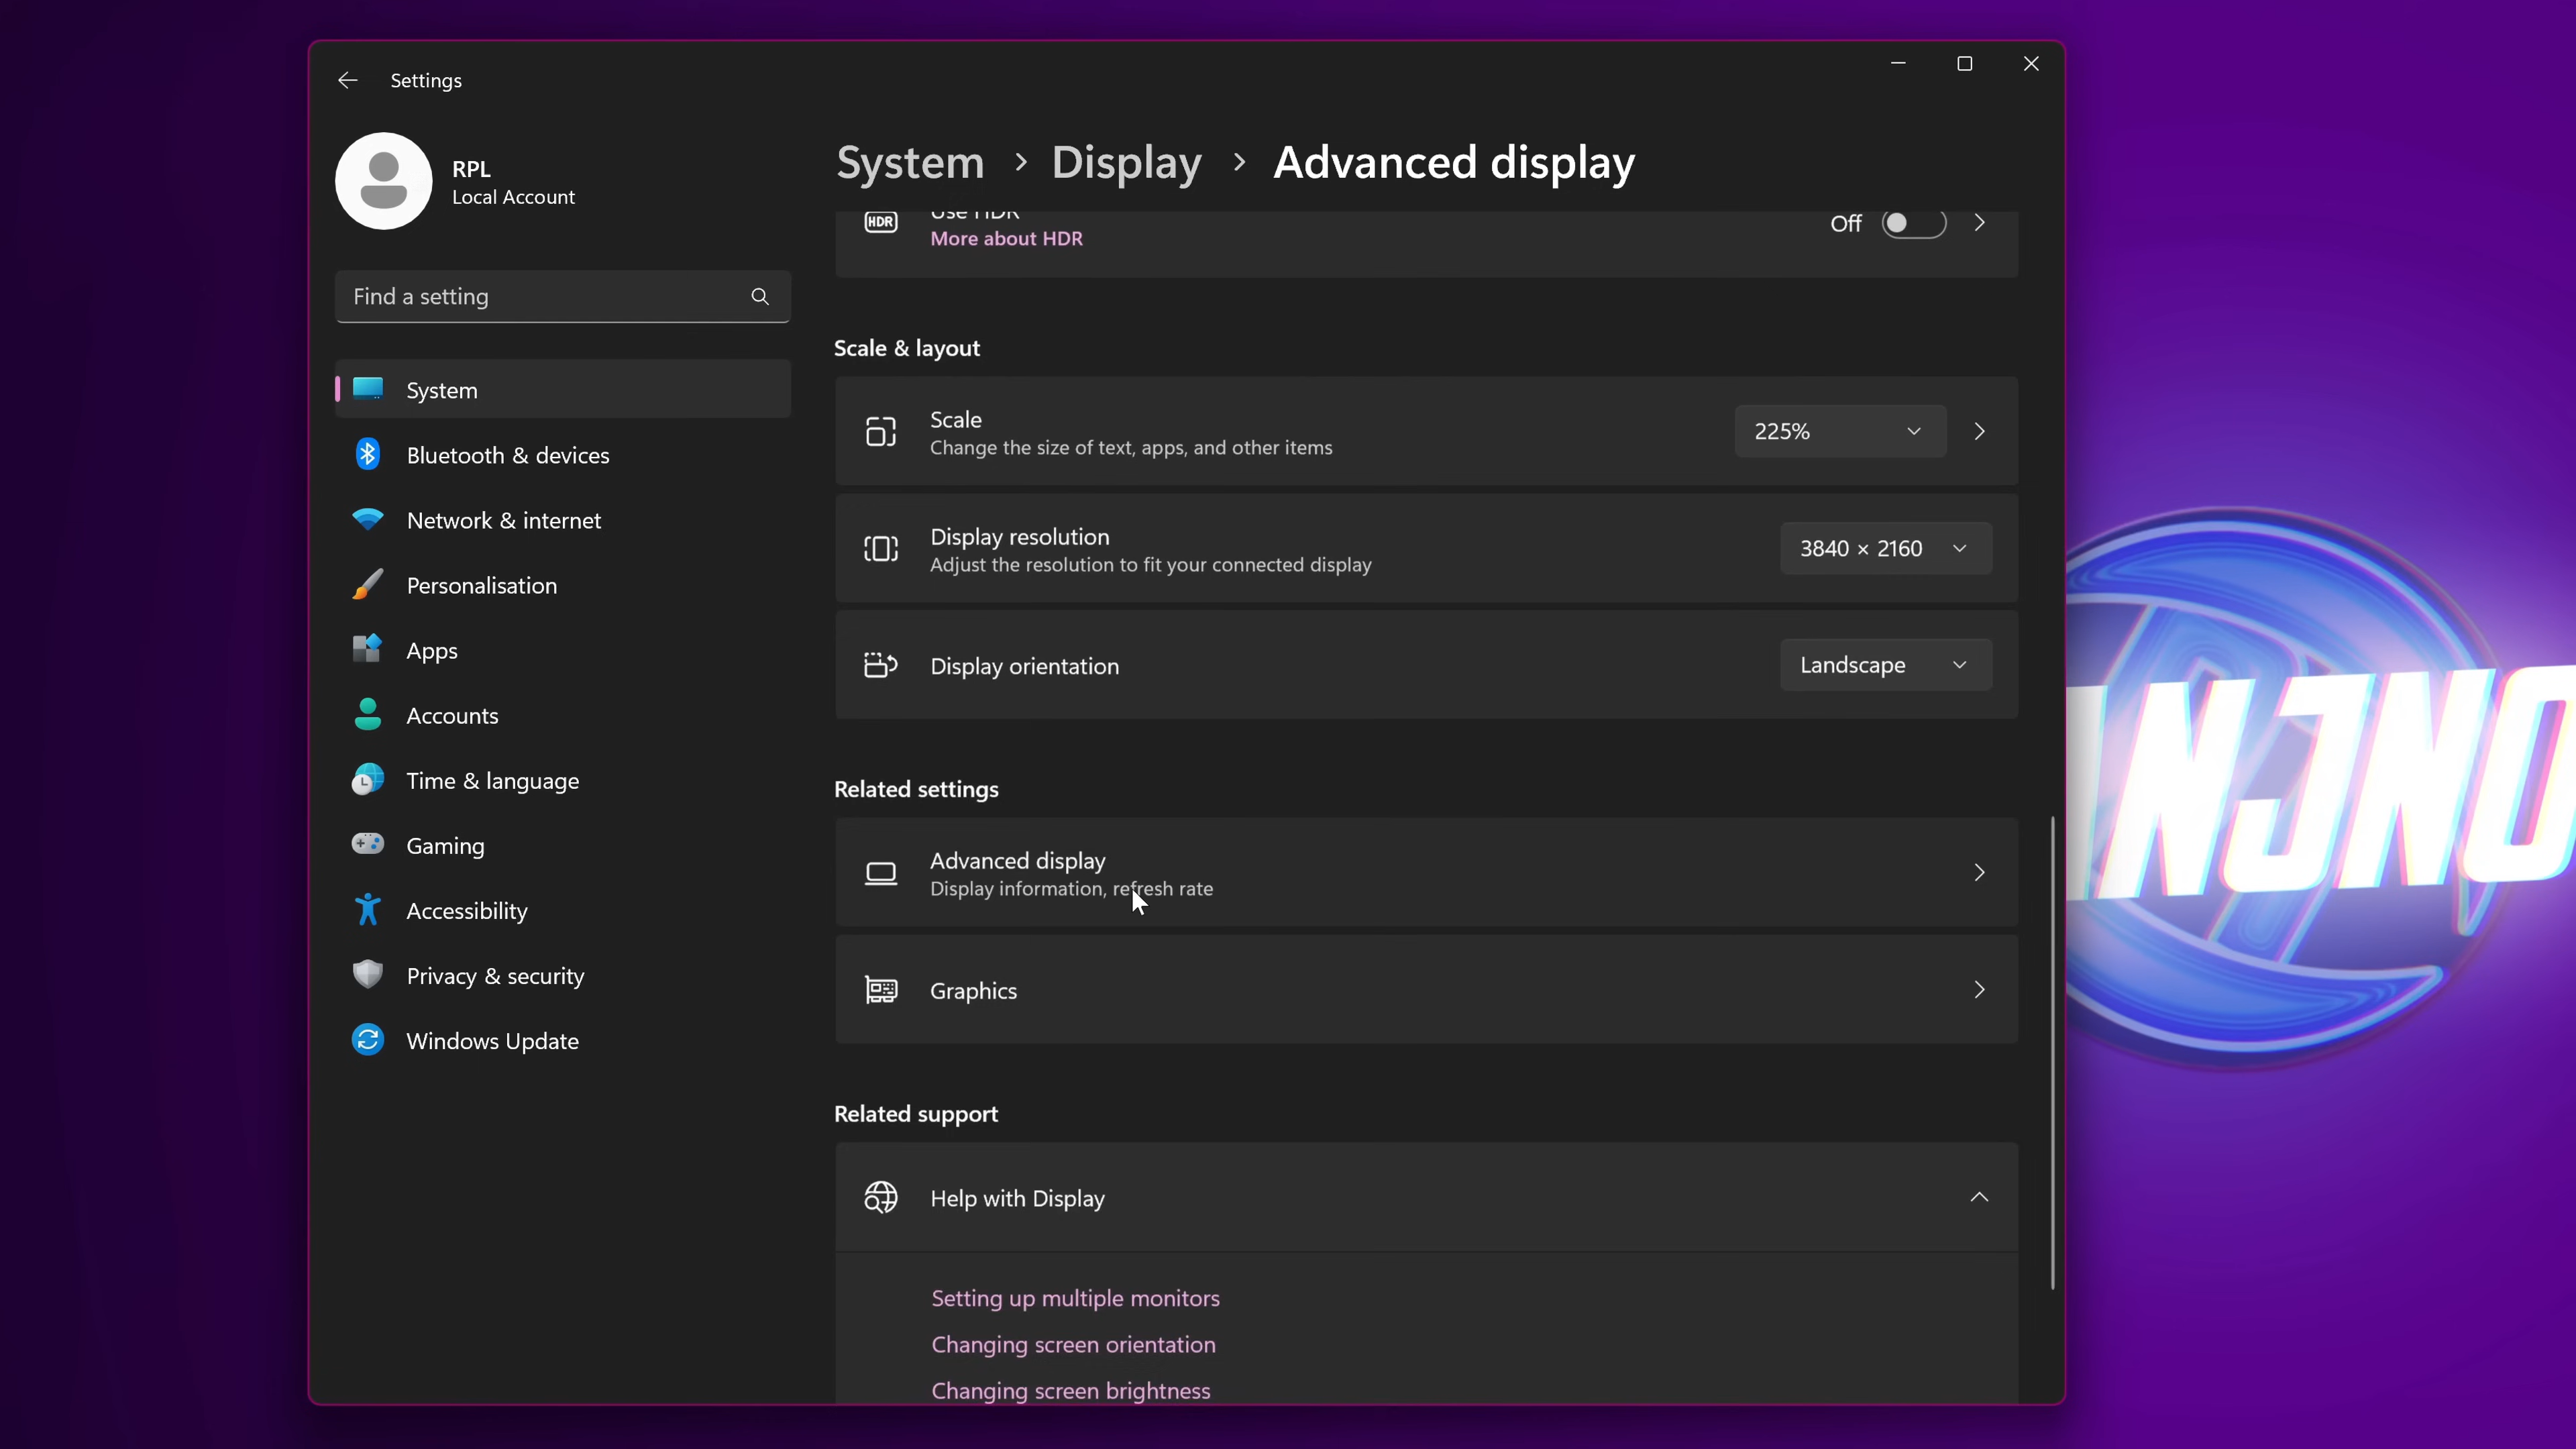 Settings
RPL
Local Account
Find a setting
System
Bluetooth & devices
Network & internet
Personalisation
Apps
Accounts
Time & language
Gaming
Accessibility
Privacy & security
Windows Update
System > Display > Advanced display
HDR
Use HDR
More about HDR
Off
Scale & layout
Scale
Change the size of text, apps, and other items
225%
Display resolution
Adjust the resolution to fit your connected display
3840 × 2160
Display orientation
Landscape
Related settings
Advanced display
Display information, refresh rate
Graphics
Related support
Help with Display
Setting up multiple monitors
Changing screen orientation
Changing screen brightness